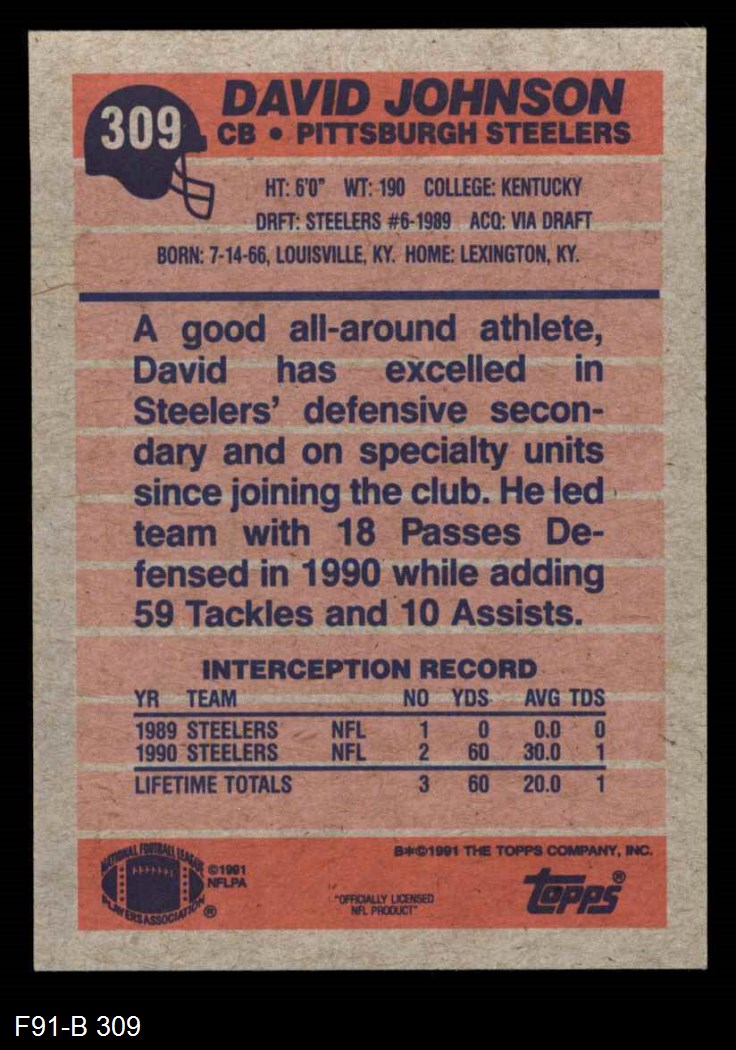 309
DAVID JOHNSON
CB • PITTSBURGH STEELERS
HT: 6'0" WT: 190 COLLEGE: KENTUCKY
DRFT: STEELERS #6-1989 ACQ: VIA DRAFT
BORN: 7-14-66, LOUISVILLE, KY. HOME: LEXINGTON, KY.
A good all-around athlete,
David has excelled in
Steelers' defensive secon-
dary and on specialty units
since joining the club. He led
team with 18 Passes De-
fensed in 1990 while adding
59 Tackles and 10 Assists.
INTERCEPTION RECORD
YR TEAM NO YDS AVG TDS
1989 STEELERS NFL 1 0 0.0 0
1990 STEELERS NFL 2 60 30.0 1
LIFETIME TOTALS 3 60 20.0 1
NATIONAL FOOTBALL LEAGUE
PLAYERS ASSOCIATION ®
©1991
NFLPA
"OFFICIALLY LICENSED
NFL PRODUCT"
B*©1991 THE TOPPS COMPANY, INC.
topps®
F91-B 309